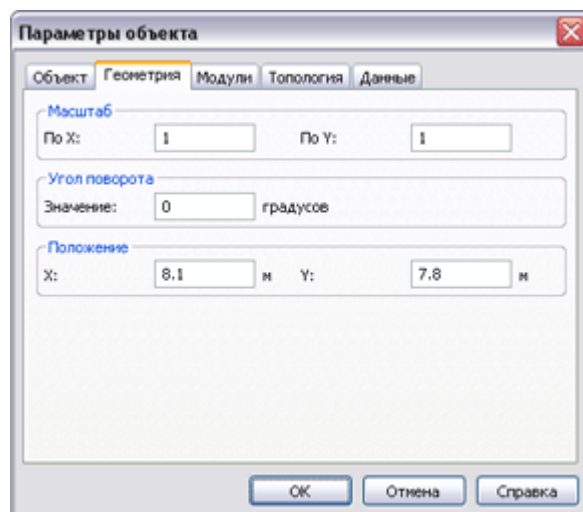 Параметры объекта
Объект Геометрия Модули Топология Данные
Масштаб
По X: 1 По Y: 1
Угол поворота
Значение: 0 градусов
Положение
X: 8.1 м Y: 7.8 м
OK Отмена Справка